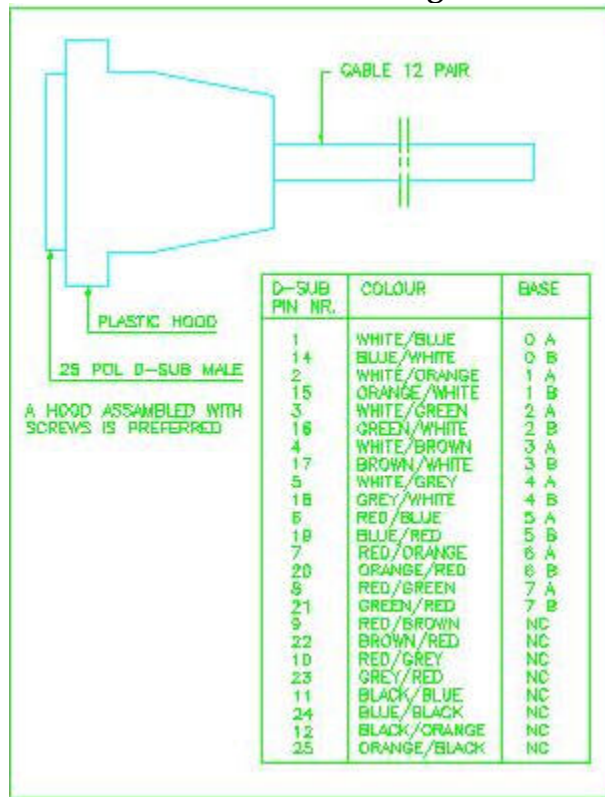 CABLE 12 PAIR
PLASTIC HOOD
25 POL D-SUB MALE
A HOOD ASSAMBLED WITH
SCREWS IS PREFERRED
D-SUB PIN NR. COLOUR BASE
1 WHITE/BLUE 0 A
14 BLUE/WHITE 0 B
2 WHITE/ORANGE 1 A
15 ORANGE/WHITE 1 B
3 WHITE/GREEN 2 A
16 GREEN/WHITE 2 B
4 WHITE/BROWN 3 A
17 BROWN/WHITE 3 B
5 WHITE/GREY 4 A
18 GREY/WHITE 4 B
6 RED/BLUE 5 A
19 BLUE/RED 5 B
7 RED/ORANGE 6 A
20 ORANGE/RED 6 B
8 RED/GREEN 7 A
21 GREEN/RED 7 B
9 RED/BROWN NC
22 BROWN/RED NC
10 RED/GREY NC
23 GREY/RED NC
11 BLACK/BLUE NC
24 BLUE/BLACK NC
12 BLACK/ORANGE NC
25 ORANGE/BLACK NC